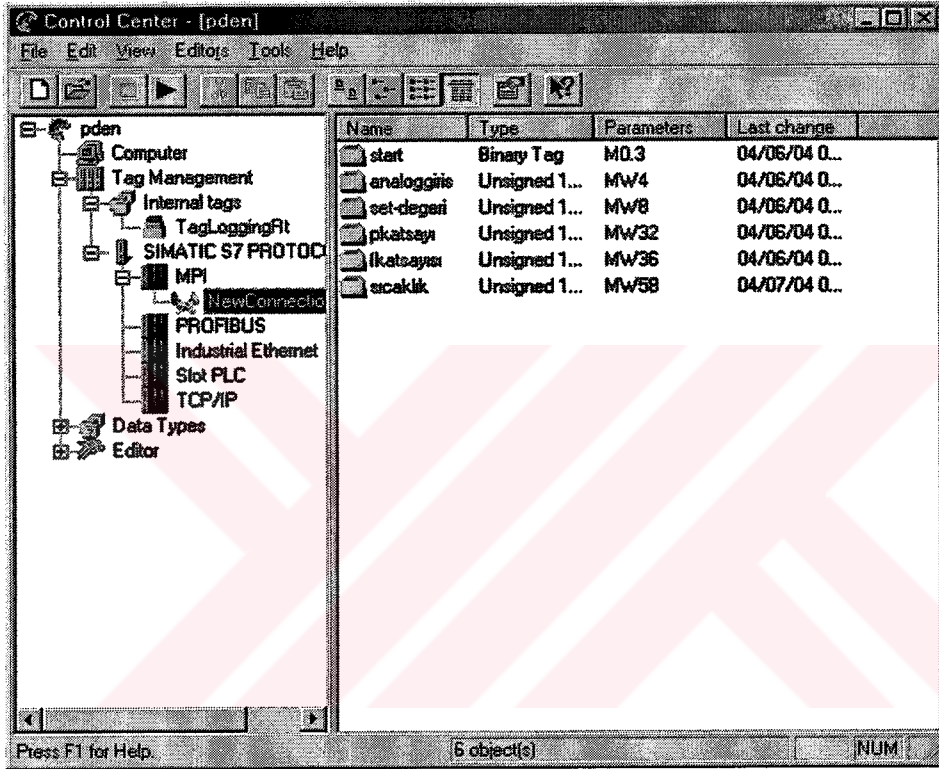 Control Center - [pden]
File Edit View Editors Tools Help
pden
Computer
Tag Management
Internal tags
TagLoggingRt
SIMATIC S7 PROTOC
MPI
NewConnectio
PROFIBUS
Industrial Ethernet
Slot PLC
TCP/IP
Data Types
Editor
Name Type Parameters Last change
start Binary Tag M0.3 04/06/04 0...
analoggiris Unsigned 1... MW4 04/06/04 0...
set-degeri Unsigned 1... MW8 04/06/04 0...
pkatsayı Unsigned 1... MW32 04/06/04 0...
Ikatsayısı Unsigned 1... MW36 04/06/04 0...
sıcaklık Unsigned 1... MW58 04/07/04 0...
Press F1 for Help. 6 object(s) NUM